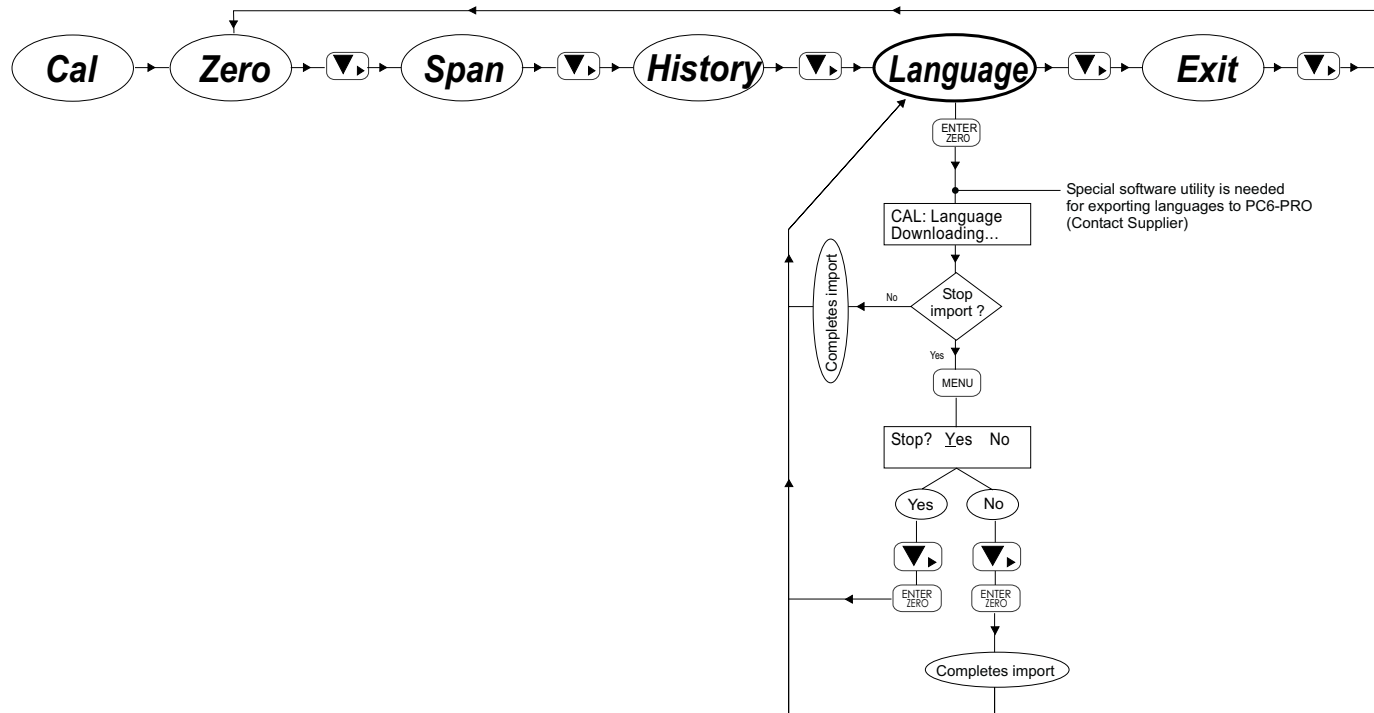 Cal
Zero
Span
History
Language
Exit
ENTER
ZERO
Special software utility is needed
for exporting languages to PC6-PRO
(Contact Supplier)
CAL: Language
Downloading...
Stop
import ?
No
Completes import
Yes
MENU
Stop? Yes No
Yes
No
ENTER
ZERO
ENTER
ZERO
Completes import